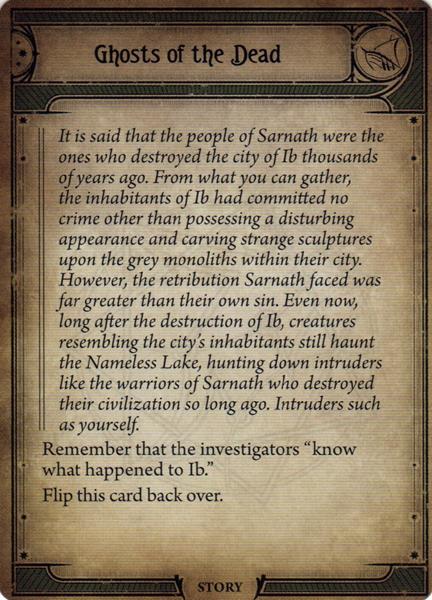 Ghosts of the Dead
It is said that the people of Sarnath were the
ones who destroyed the city of Ib thousands
of years ago. From what you can gather,
the inhabitants of Ib had committed no
crime other than possessing a disturbing
appearance and carving strange sculptures
upon the grey monoliths within their city.
However, the retribution Sarnath faced was
far greater than their own sin. Even now,
long after the destruction of Ib, creatures
resembling the city's inhabitants still haunt
the Nameless Lake, hunting down intruders
like the warriors of Sarnath who destroyed
their civilization so long ago. Intruders such
as yourself.
Remember that the investigators “know
what happened to Ib.”
Flip this card back over.
STORY